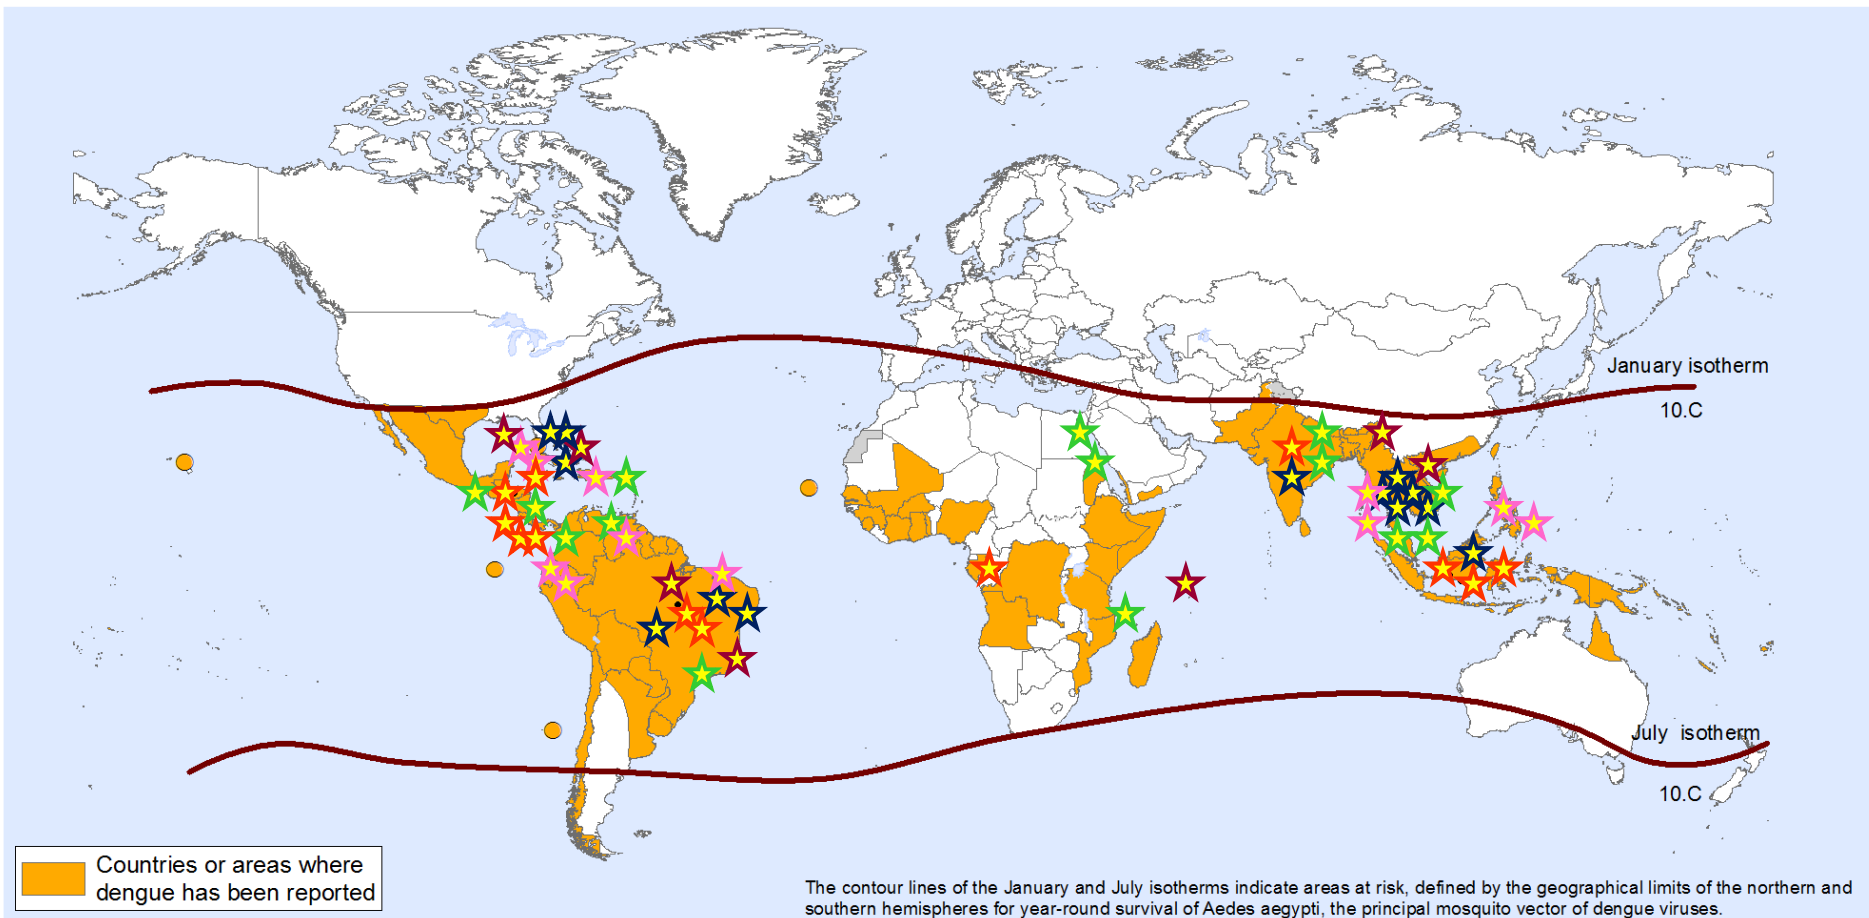 January isotherm
10.C
July isotherm
10.C
Countries or areas where
dengue has been reported
The contour lines of the January and July isotherms indicate areas at risk, defined by the geographical limits of the northern and
southern hemispheres for year-round survival of Aedes aegypti, the principal mosquito vector of dengue viruses.